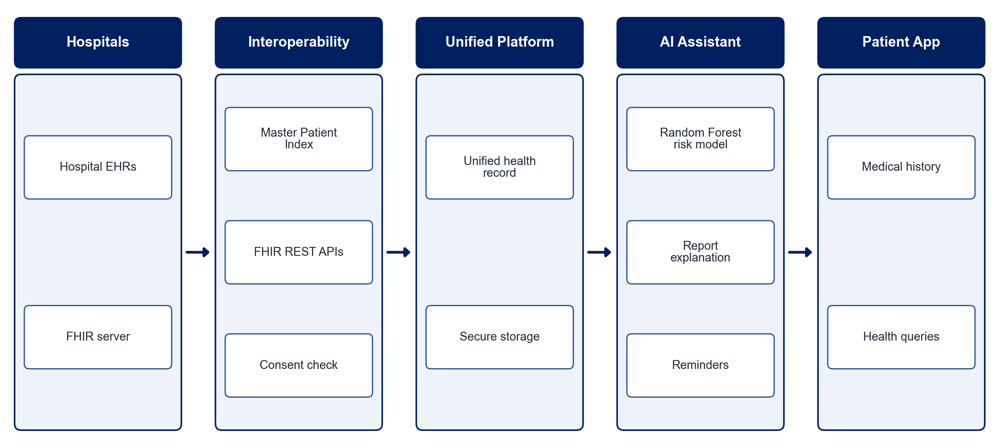 Hospitals
Hospital EHRs
FHIR server
Interoperability
Master Patient
Index
FHIR REST APIs
Consent check
Unified Platform
Unified health
record
Secure storage
AI Assistant
Random Forest
risk model
Report
explanation
Reminders
Patient App
Medical history
Health queries